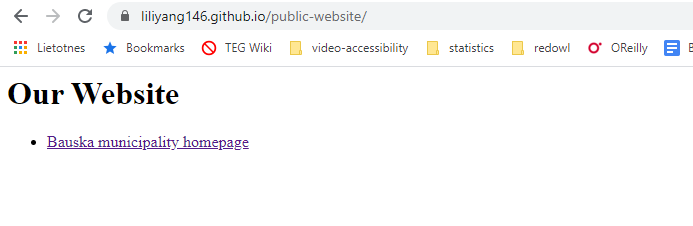 liliyang146.github.io/public-website/
Lietotnes Bookmarks TEG Wiki video-accessibility statistics redowl OReilly
Our Website
• Bauska municipality homepage